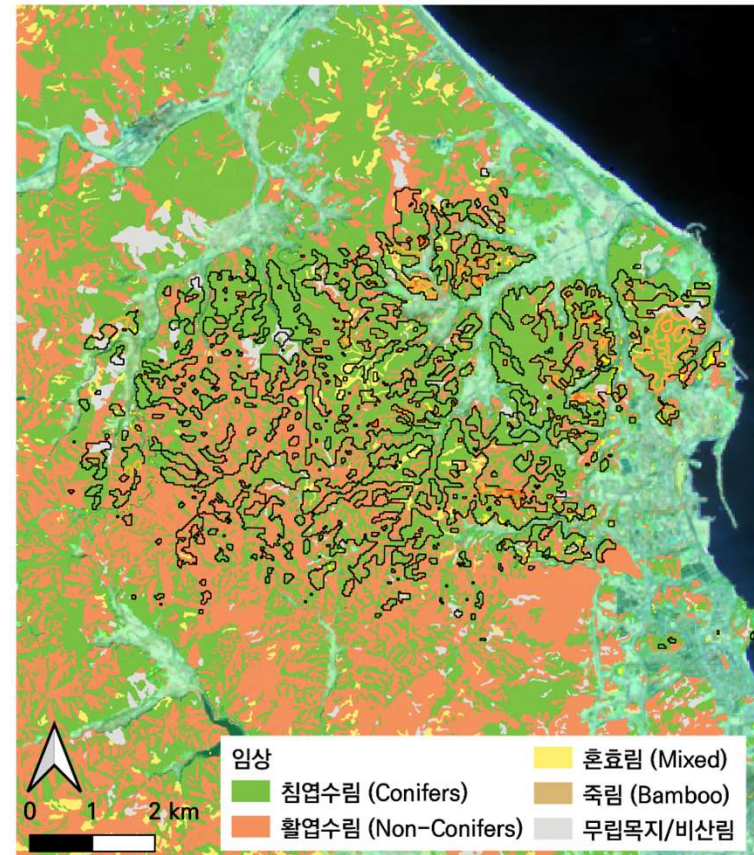 임상
침엽수림 (Conifers)
활엽수림 (Non-Conifers)
혼효림 (Mixed)
죽림 (Bamboo)
무립목지/비산림
0 1 2 km